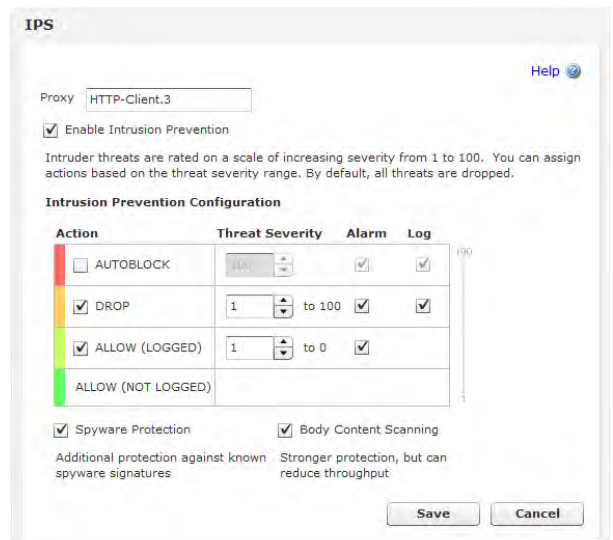 IPS
Help
Proxy HTTP-Client.3
Enable Intrusion Prevention
Intruder threats are rated on a scale of increasing severity from 1 to 100. You can assign
actions based on the threat severity range. By default, all threats are dropped.
Intrusion Prevention Configuration
Action Threat Severity Alarm Log
AUTOBLOCK 100
100
DROP 1 to 100
ALLOW (LOGGED) 1 to 0
ALLOW (NOT LOGGED)
1
Spyware Protection Body Content Scanning
Additional protection against known Stronger protection, but can
spyware signatures reduce throughput
Save Cancel